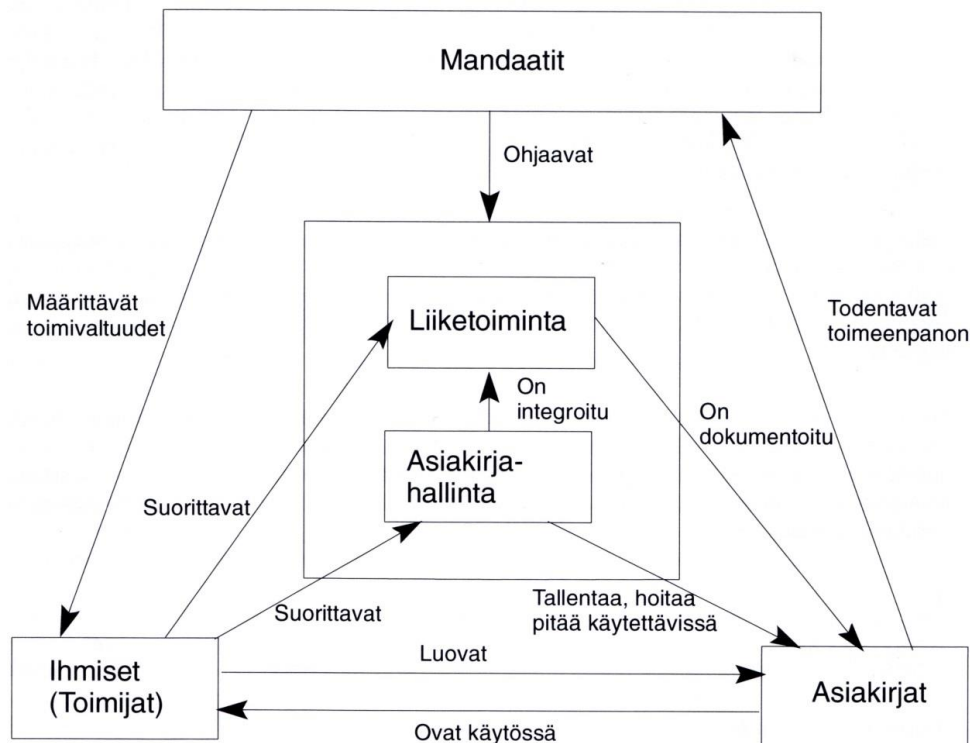 Mandaatit
Ohjaavat
Määrittävät
toimivaltuudet
Liiketoiminta
Todentavat
toimeenpanon
On
integroitu
On
dokumentoitu
Asiakirja-
hallinta
Suorittavat
Suorittavat
Tallentaa, hoitaa
pitää käytettävissä
Ihmiset
(Toimijat)
Luovat
Asiakirjat
Ovat käytössä